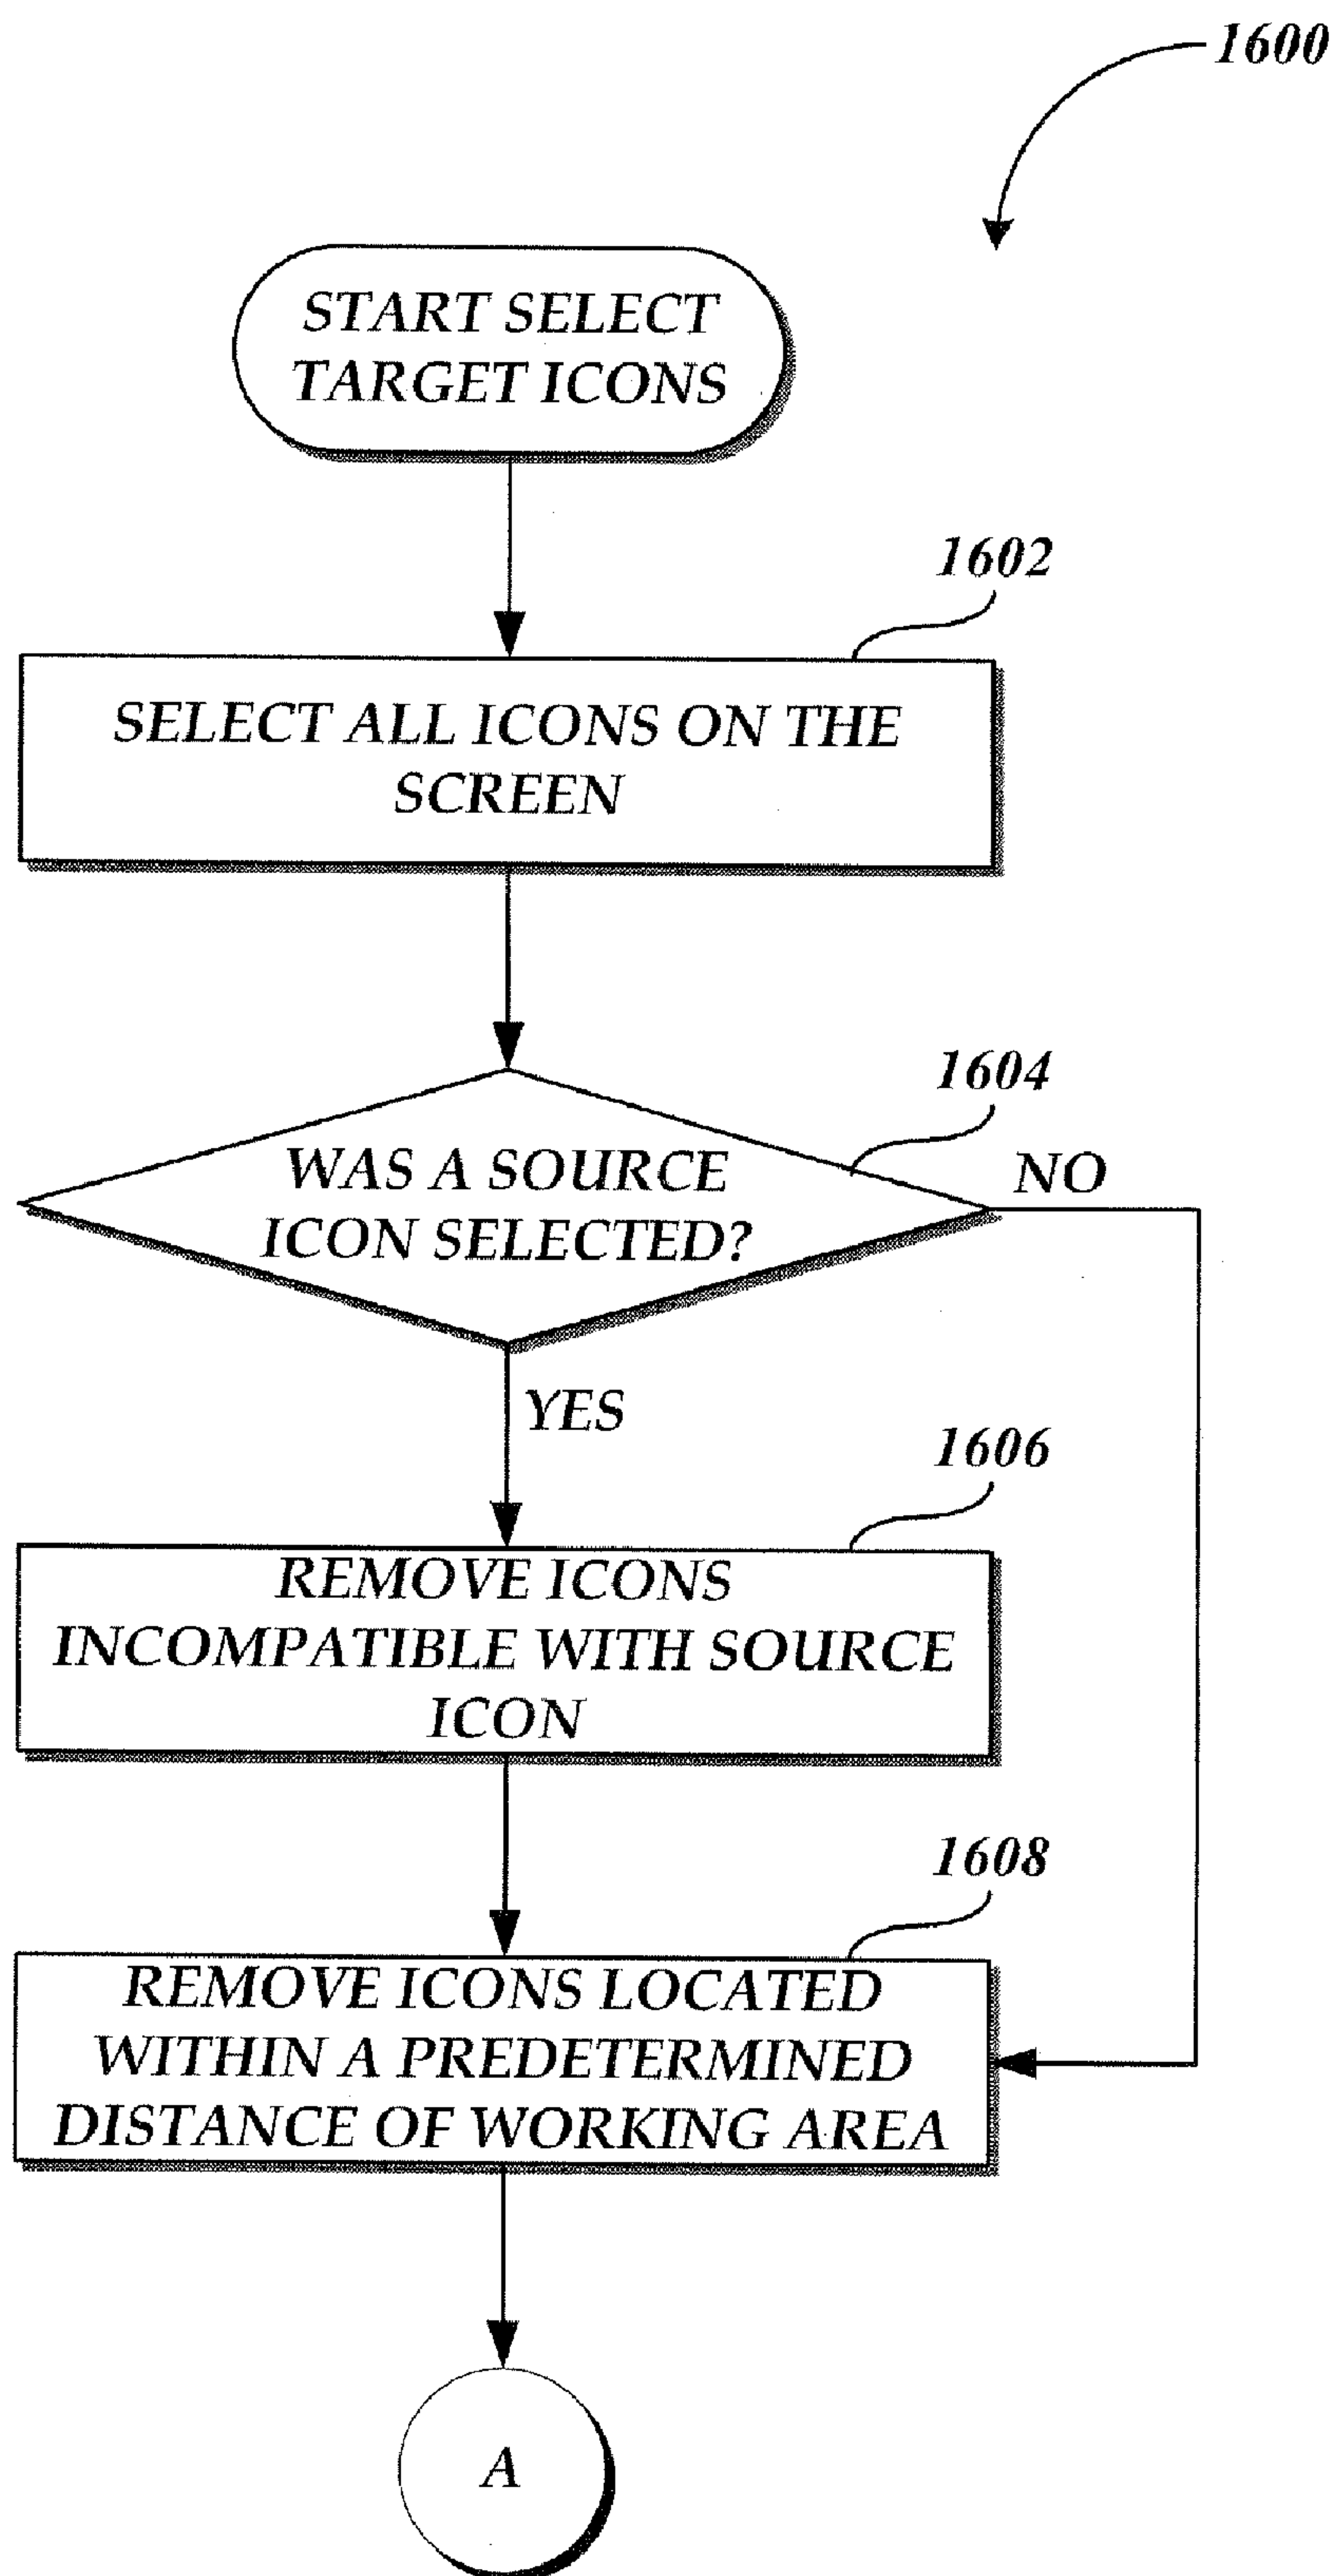 1600
START SELECT
TARGET ICONS
1602
SELECT ALL ICONS ON THE
SCREEN
1604
WAS A SOURCE
ICON SELECTED?
NO
YES
1606
REMOVE ICONS
INCOMPATIBLE WITH SOURCE
ICON
1608
REMOVE ICONS LOCATED
WITHIN A PREDETERMINED
DISTANCE OF WORKING AREA
A